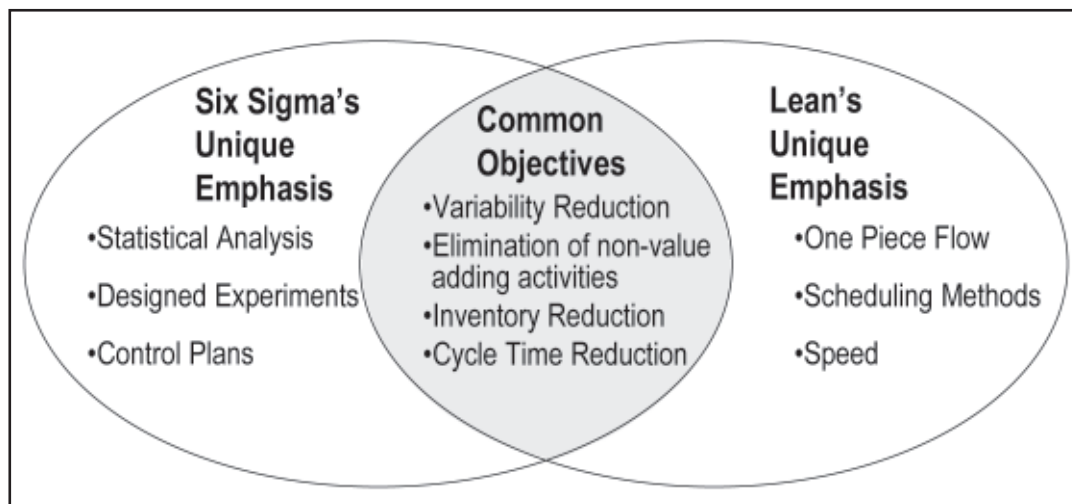 Six Sigma's
Unique
Emphasis
•Statistical Analysis
•Designed Experiments
•Control Plans
Common
Objectives
•Variability Reduction
•Elimination of non-value
adding activities
•Inventory Reduction
•Cycle Time Reduction
Lean's
Unique
Emphasis
•One Piece Flow
•Scheduling Methods
•Speed